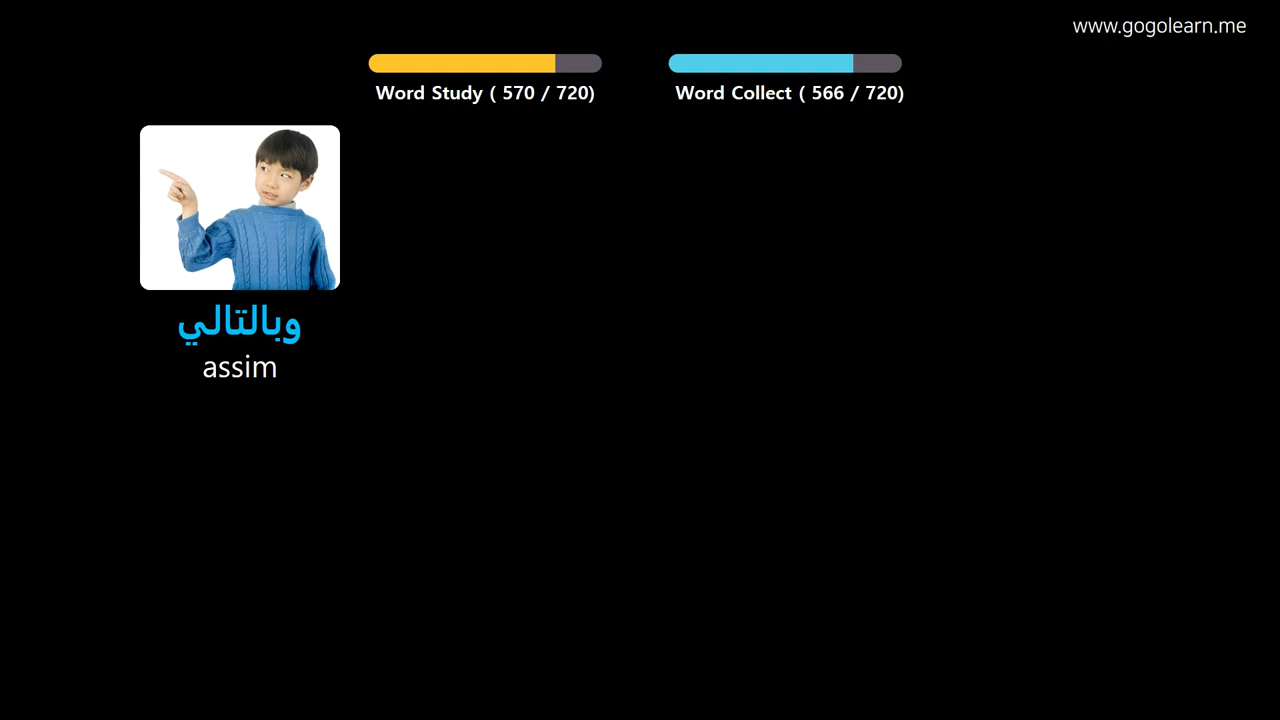 www.gogolearn.me
Word Study ( 570 / 720)
Word Collect ( 566 / 720)
وبالتالي
assim